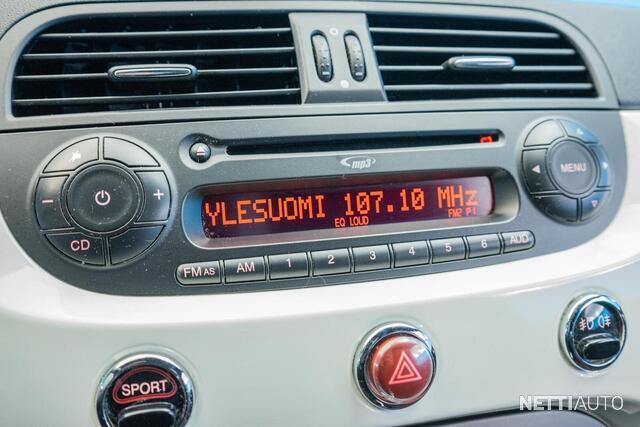 mp3
YLESUOMI 107.10 MHz
EQ LOUD FM2 P1
MENU
CD
FM AS AM 1 2 3 4 5 6 AUD
SPORT
NETTIAUTO